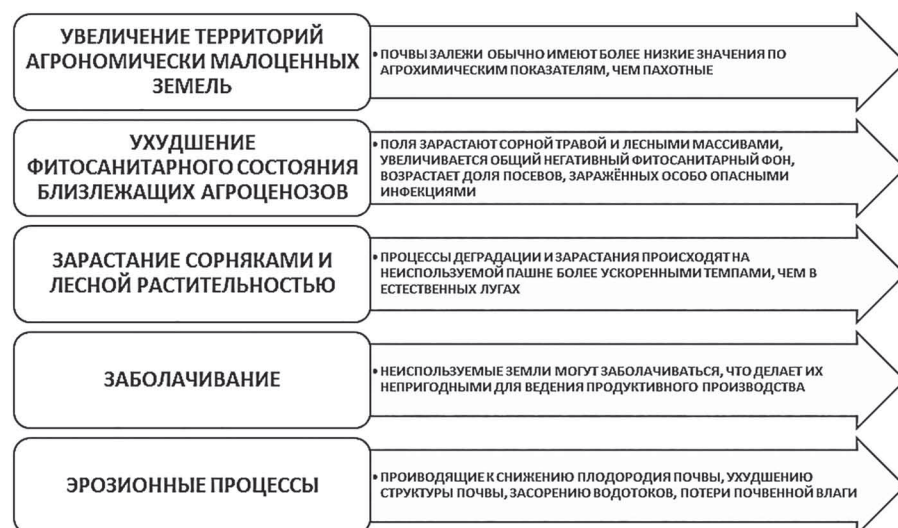 УВЕЛИЧЕНИЕ ТЕРРИТОРИЙ
АГРОНОМИЧЕСКИ МАЛОЦЕННЫХ
ЗЕМЕЛЬ
• ПОЧВЫ ЗАЛЕЖИ ОБЫЧНО ИМЕЮТ БОЛЕЕ НИЗКИЕ ЗНАЧЕНИЯ ПО
АГРОХИМИЧЕСКИМ ПОКАЗАТЕЛЯМ, ЧЕМ ПАХОТНЫЕ
УХУДШЕНИЕ
ФИТОСАНИТАРНОГО СОСТОЯНИЯ
БЛИЗЛЕЖАЩИХ АГРОЦЕНОЗОВ
• ПОЛЯ ЗАРАСТАЮТ СОРНОЙ ТРАВОЙ И ЛЕСНЫМИ МАССИВАМИ,
УВЕЛИЧИВАЕТСЯ ОБЩИЙ НЕГАТИВНЫЙ ФИТОСАНИТАРНЫЙ ФОН,
ВОЗРАСТАЕТ ДОЛЯ ПОСЕВОВ, ЗАРАЖЁННЫХ ОСОБО ОПАСНЫМИ
ИНФЕКЦИЯМИ
ЗАРАСТАНИЕ СОРНЯКАМИ И
ЛЕСНОЙ РАСТИТЕЛЬНОСТЬЮ
• ПРОЦЕССЫ ДЕГРАДАЦИИ И ЗАРАСТАНИЯ ПРОИСХОДЯТ НА
НЕИСПОЛЬЗУЕМОЙ ПАШНЕ БОЛЕЕ УСКОРЕННЫМИ ТЕМПАМИ, ЧЕМ В
ЕСТЕСТВЕННЫХ ЛУГАХ
ЗАБОЛАЧИВАНИЕ
• НЕИСПОЛЬЗУЕМЫЕ ЗЕМЛИ МОГУТ ЗАБОЛАЧИВАТЬСЯ, ЧТО ДЕЛАЕТ ИХ
НЕПРИГОДНЫМИ ДЛЯ ВЕДЕНИЯ ПРОДУКТИВНОГО ПРОИЗВОДСТВА
ЭРОЗИОННЫЕ ПРОЦЕССЫ
• ПРОИВОДЯЩИЕ К СНИЖЕНИЮ ПЛОДОРОДИЯ ПОЧВЫ, УХУДШЕНИЮ
СТРУКТУРЫ ПОЧВЫ, ЗАСОРЕНИЮ ВОДОТОКОВ, ПОТЕРИ ПОЧВЕННОЙ ВЛАГИ